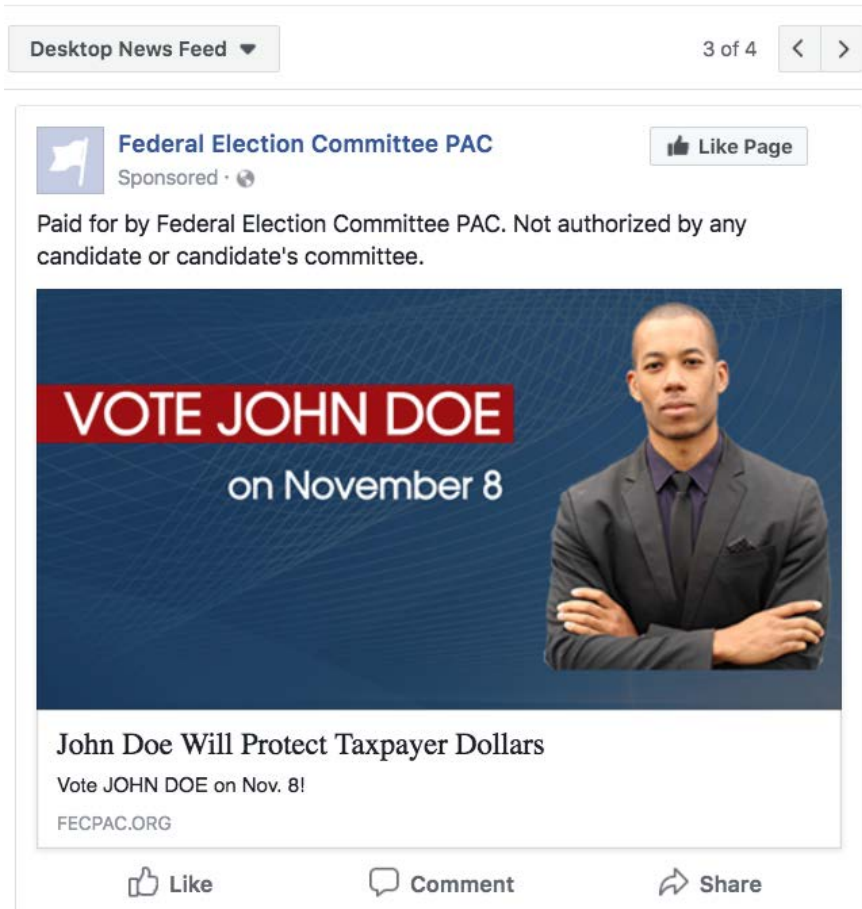 Desktop News Feed
3 of 4
Federal Election Committee PAC
Like Page
Sponsored ·
Paid for by Federal Election Committee PAC. Not authorized by any
candidate or candidate's committee.
VOTE JOHN DOE
on November 8
John Doe Will Protect Taxpayer Dollars
Vote JOHN DOE on Nov. 8!
FECPAC.ORG
Like Comment Share